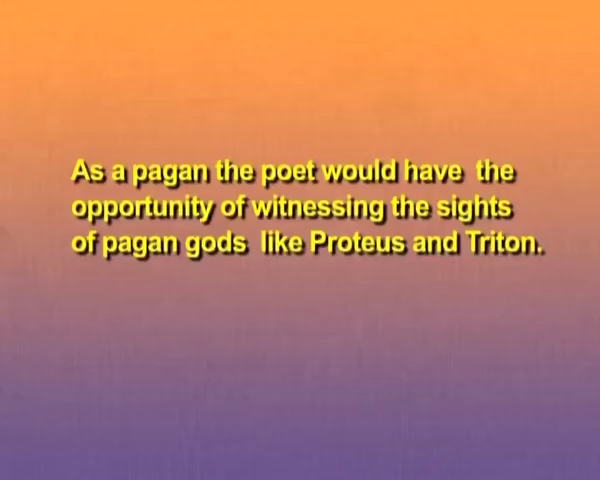 As a pagan the poet would have  the
opportunity of witnessing the sights
of pagan gods  like Proteus and Triton.